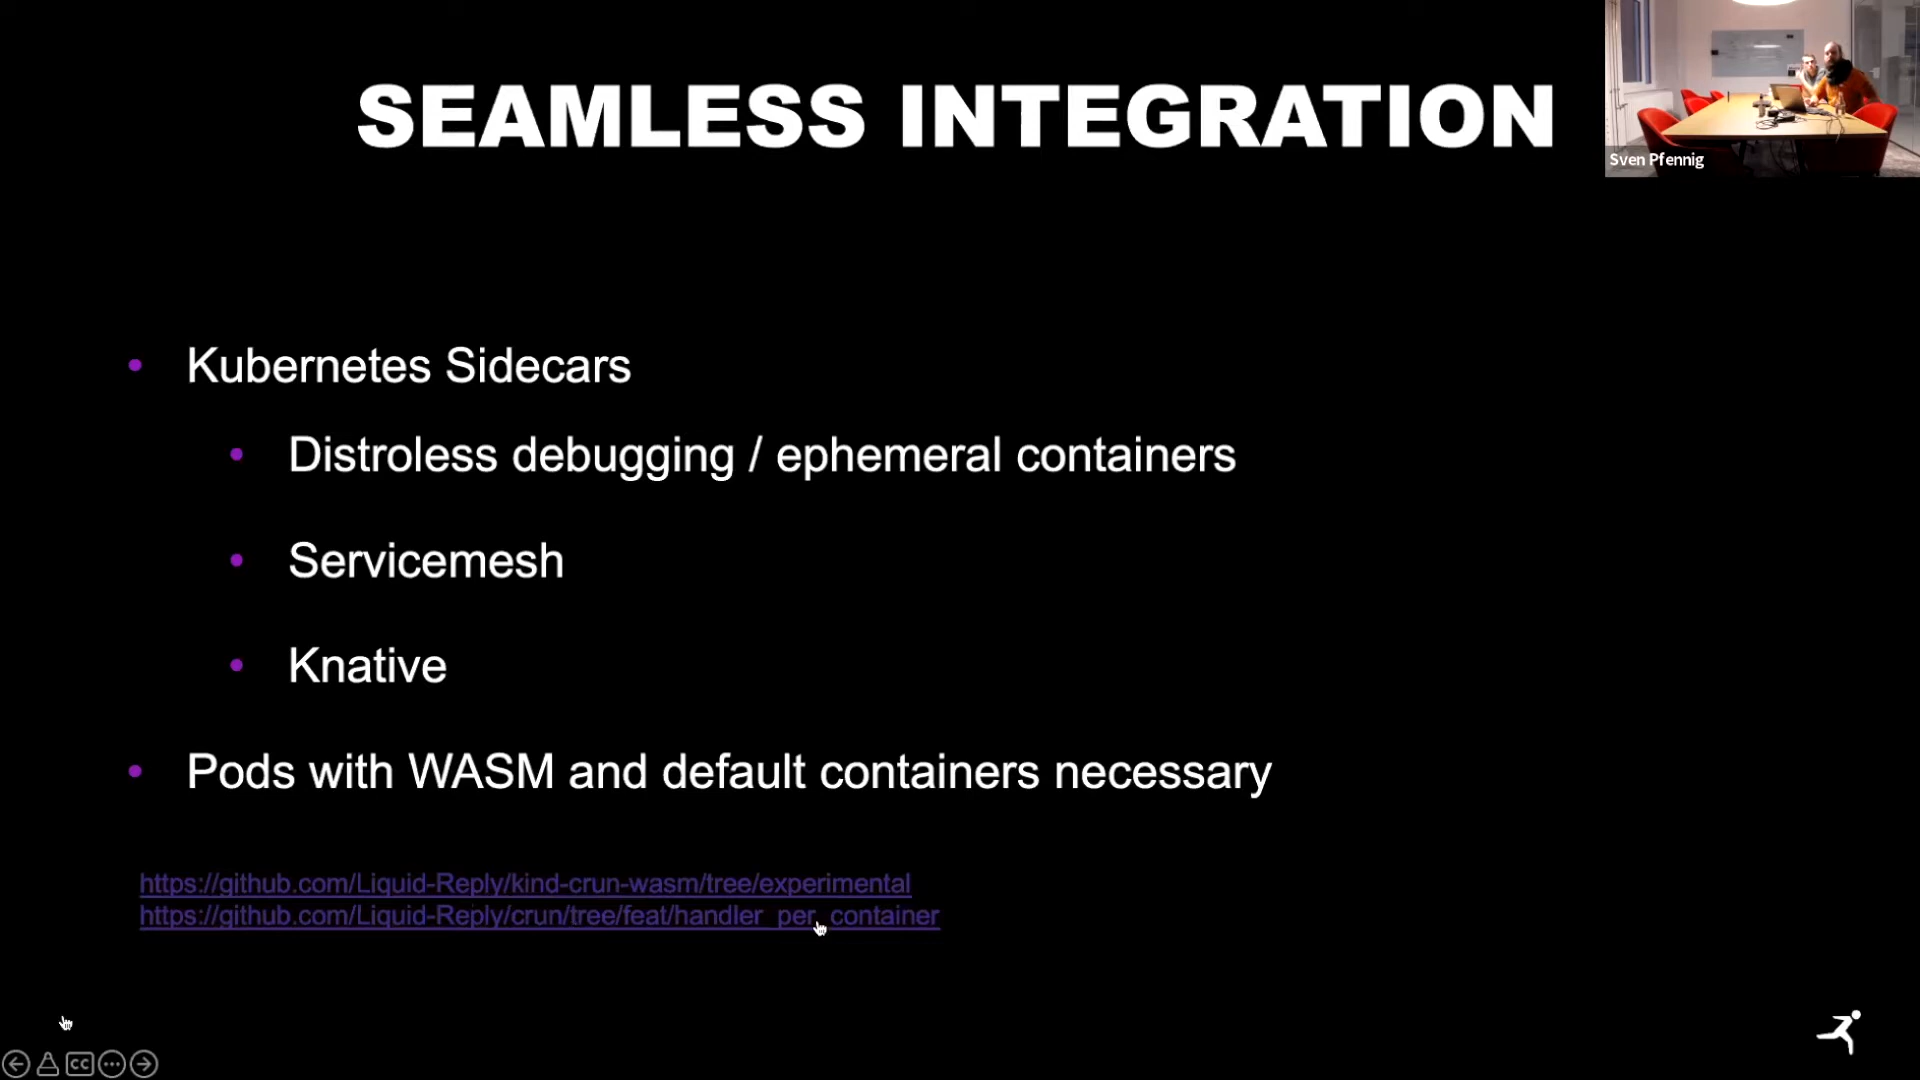 SEAMLESS INTEGRATION
Sven Pfennig
• Kubernetes Sidecars
• Distroless debugging / ephemeral containers
• Servicemesh
• Knative
• Pods with WASM and default containers necessary
https://github.com/Liquid-Reply/kind-crun-wasm/tree/experimental
https://github.com/Liquid-Reply/crun/tree/feat/handler_per_container
CC